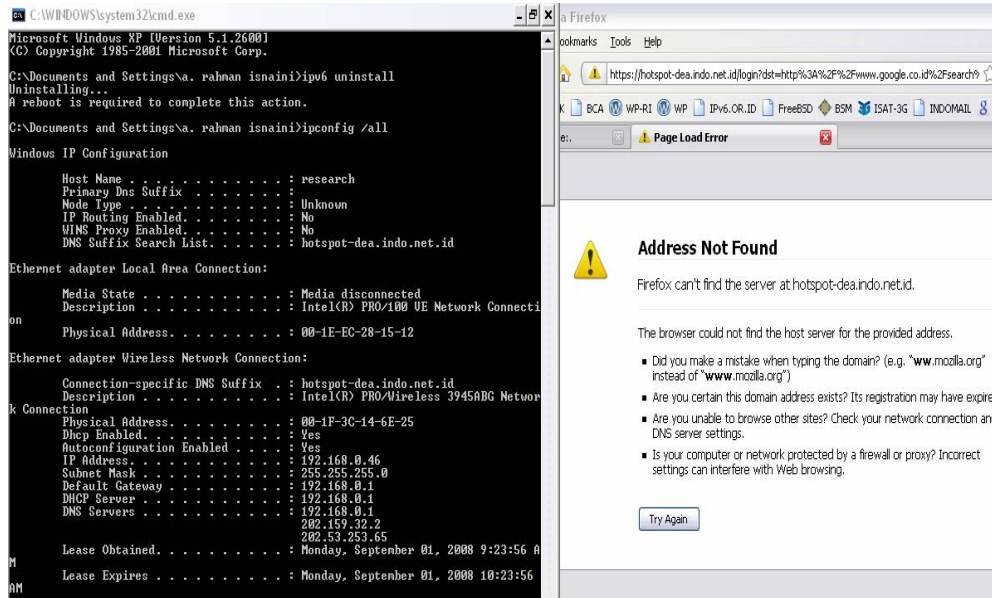 C:\WINDOWS\system32\cmd.exe
Microsoft Windows XP [Version 5.1.2600]
(C) Copyright 1985-2001 Microsoft Corp.
C:\Documents and Settings\a. rahman isnaini>ipv6 uninstall
Uninstalling...
A reboot is required to complete this action.
C:\Documents and Settings\a. rahman isnaini>ipconfig /all
Windows IP Configuration
Host Name . . . . . . . . . . . . : research
Primary Dns Suffix . . . . . . . :
Node Type . . . . . . . . . . . . : Unknown
IP Routing Enabled. . . . . . . . : No
WINS Proxy Enabled. . . . . . . . : No
DNS Suffix Search List. . . . . . : hotspot-dea.indo.net.id
Ethernet adapter Local Area Connection:
Media State . . . . . . . . . . . : Media disconnected
Description . . . . . . . . . . . : Intel(R) PRO/100 VE Network Connecti
on
Physical Address. . . . . . . . . : 00-1E-EC-28-15-12
Ethernet adapter Wireless Network Connection:
Connection-specific DNS Suffix . : hotspot-dea.indo.net.id
Description . . . . . . . . . . . : Intel(R) PRO/Wireless 3945ABG Networ
k Connection
Physical Address. . . . . . . . . : 00-1F-3C-14-6E-25
Dhcp Enabled. . . . . . . . . . . : Yes
Autoconfiguration Enabled . . . . : Yes
IP Address. . . . . . . . . . . . : 192.168.0.46
Subnet Mask . . . . . . . . . . . : 255.255.255.0
Default Gateway . . . . . . . . . : 192.168.0.1
DHCP Server . . . . . . . . . . . : 192.168.0.1
DNS Servers . . . . . . . . . . . : 192.168.0.1
202.159.32.2
202.53.253.65
Lease Obtained. . . . . . . . . . : Monday, September 01, 2008 9:23:56 A
M
Lease Expires . . . . . . . . . . : Monday, September 01, 2008 10:23:56
AM
a Firefox
ookmarks Tools Help
https://hotspot-dea.indo.net.id/login?dst=http%3A%2F%2Fwww.google.co.id%2Fsearch%
K BCA WP-RI WP IPv6.OR.ID FreeBSD BSM ISAT-3G INDOMAIL
e:. Page Load Error
Address Not Found
Firefox can't find the server at hotspot-dea.indo.net.id.
The browser could not find the host server for the provided address.
■ Did you make a mistake when typing the domain? (e.g. "ww.mozilla.org"
instead of "www.mozilla.org")
■ Are you certain this domain address exists? Its registration may have expire
■ Are you unable to browse other sites? Check your network connection an
DNS server settings.
■ Is your computer or network protected by a firewall or proxy? Incorrect
settings can interfere with Web browsing.
Try Again